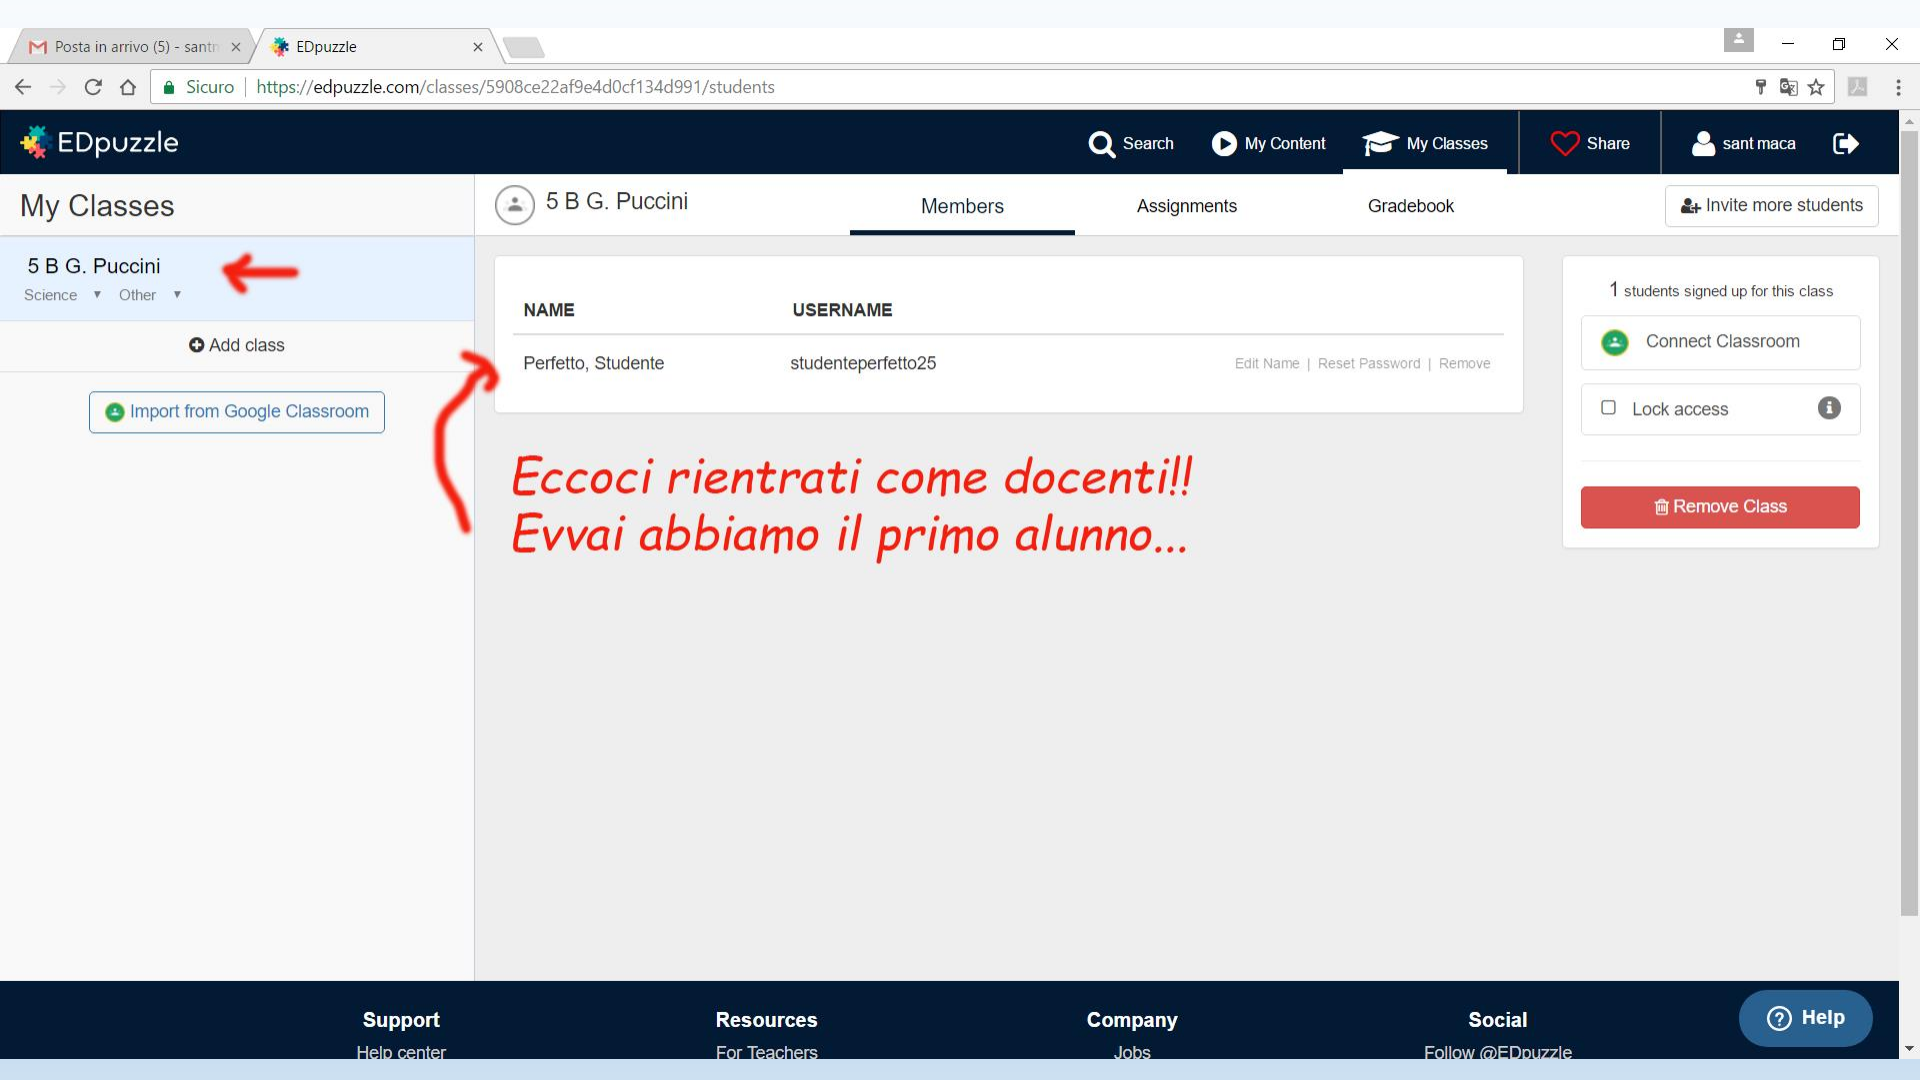 Posta in arrivo (5) - santm
EDpuzzle
Sicuro https://edpuzzle.com/classes/5908ce22af9e4d0cf134d991/students
EDpuzzle
Search
My Content
My Classes
Share
sant maca
My Classes
5 B G. Puccini
Members
Assignments
Gradebook
Invite more students
5 B G. Puccini
Science
Other
Add class
Import from Google Classroom
NAME
USERNAME
Perfetto, Studente
studenteperfetto25
Edit Name | Reset Password | Remove
1 students signed up for this class
Connect Classroom
Lock access
Remove Class
Eccoci rientrati come docenti!!
Evvai abbiamo il primo alunno...
Support
Resources
Company
Social
Help center
For Teachers
Jobs
Follow @EDpuzzle
Help